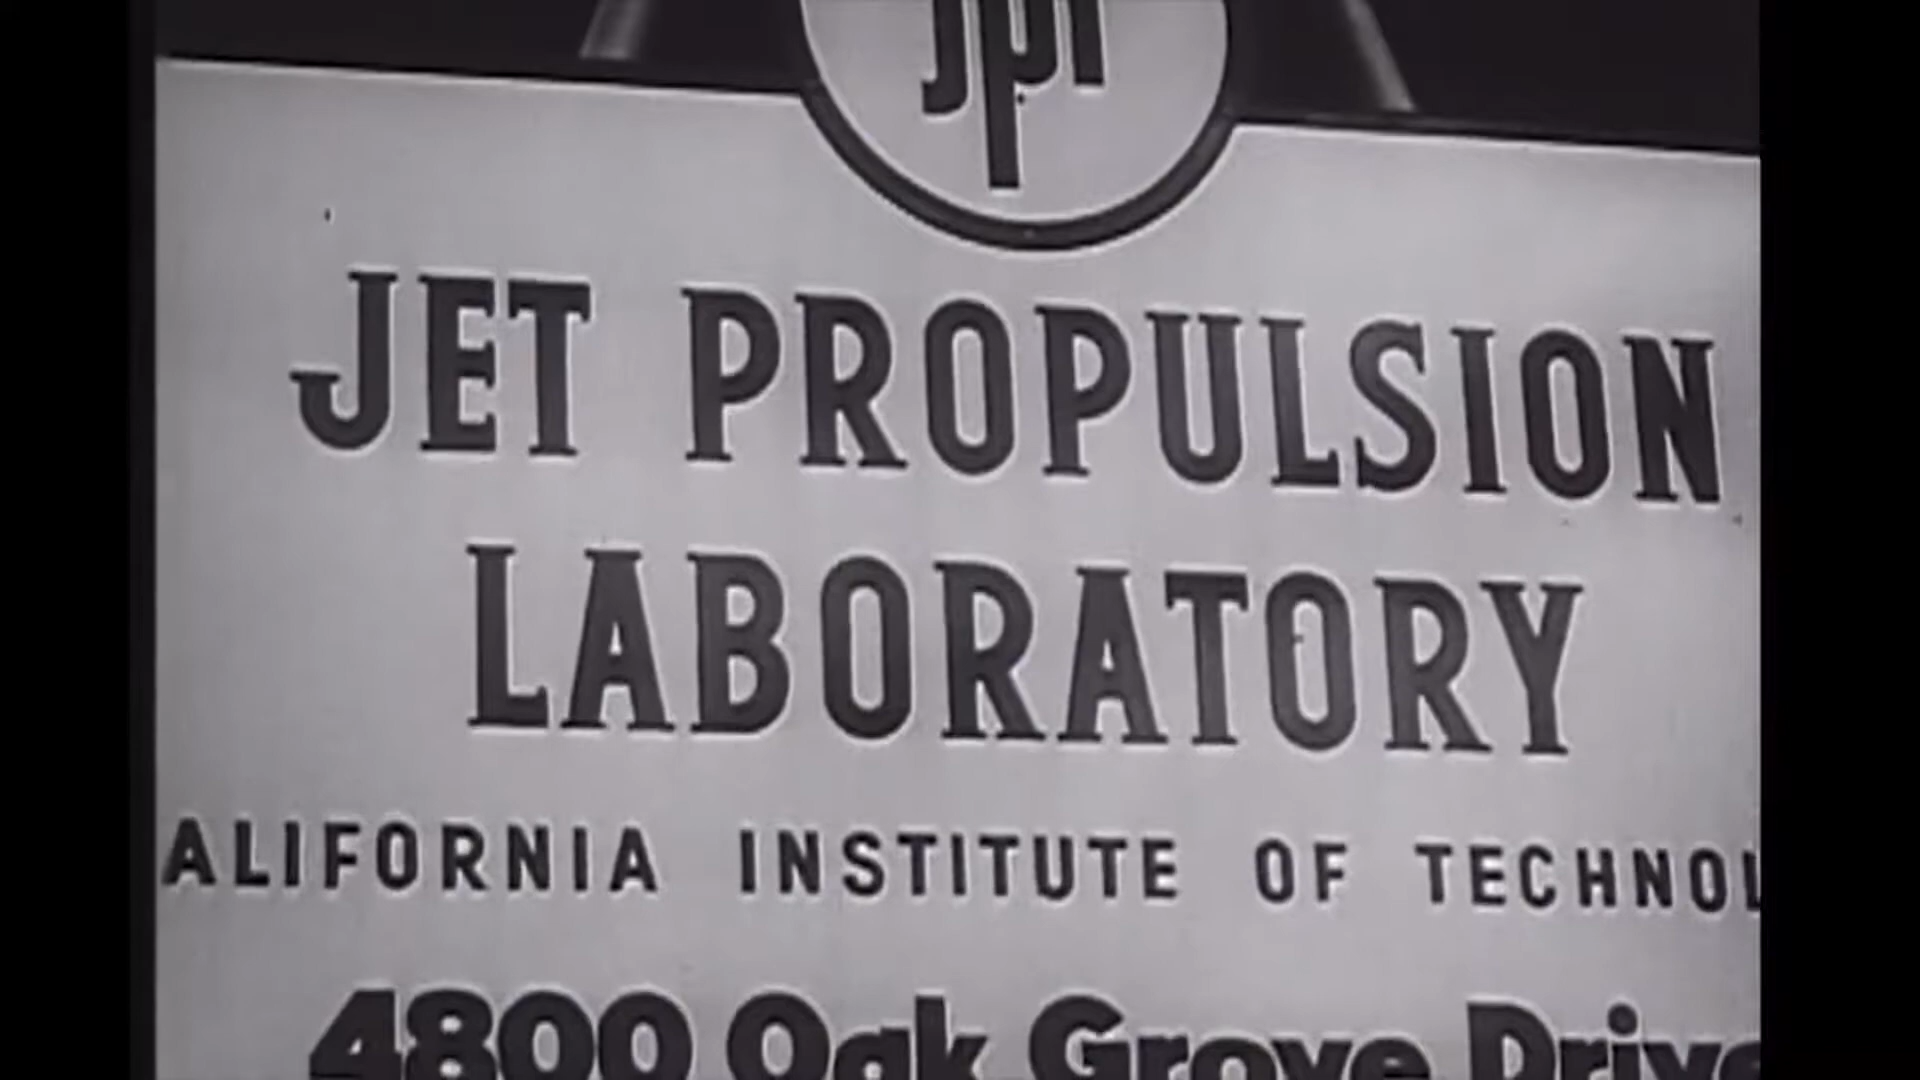 jpl
JET PROPULSION
LABORATORY
ALIFORNIA INSTITUTE OF TECHNOL
4800 Oak Grove Drive